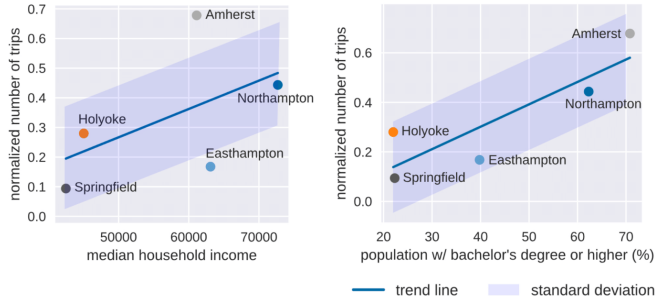 normalized number of trips
0.7
0.6
0.5
0.4
0.3
0.2
0.1
0.0
Amherst
Northampton
Holyoke
Easthampton
Springfield
50000 60000 70000
median household income
normalized number of trips
0.6
0.4
0.2
0.0
Amherst
Northampton
Holyoke
Easthampton
Springfield
20 30 40 50 60 70
population w/ bachelor's degree or higher (%)
trend line standard deviation